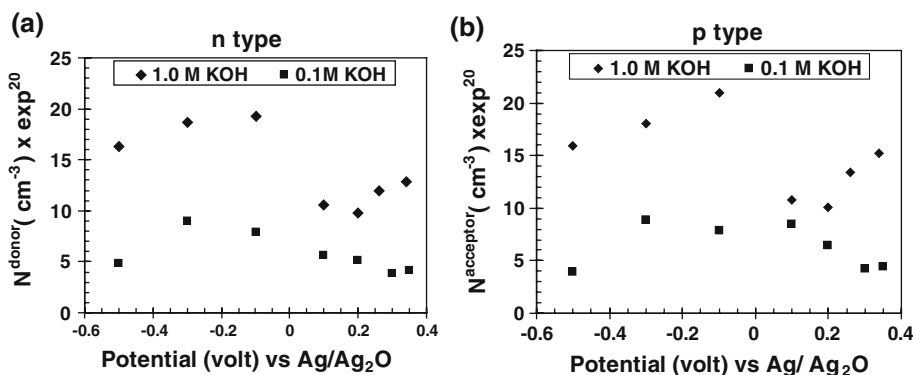 (a)
n type
◆ 1.0 M KOH ■ 0.1M KOH
N^donor( cm^-3) x exp^20
25
20
15
10
5
0
-0.6 -0.4 -0.2 0 0.2 0.4
Potential (volt) vs Ag/Ag₂O
(b)
p type
◆ 1.0 M KOH ■ 0.1 M KOH
N^acceptor( cm^-3) xexp^20
25
20
15
10
5
0
-0.6 -0.4 -0.2 0 0.2 0.4
Potential (volt) vs Ag/ Ag₂O